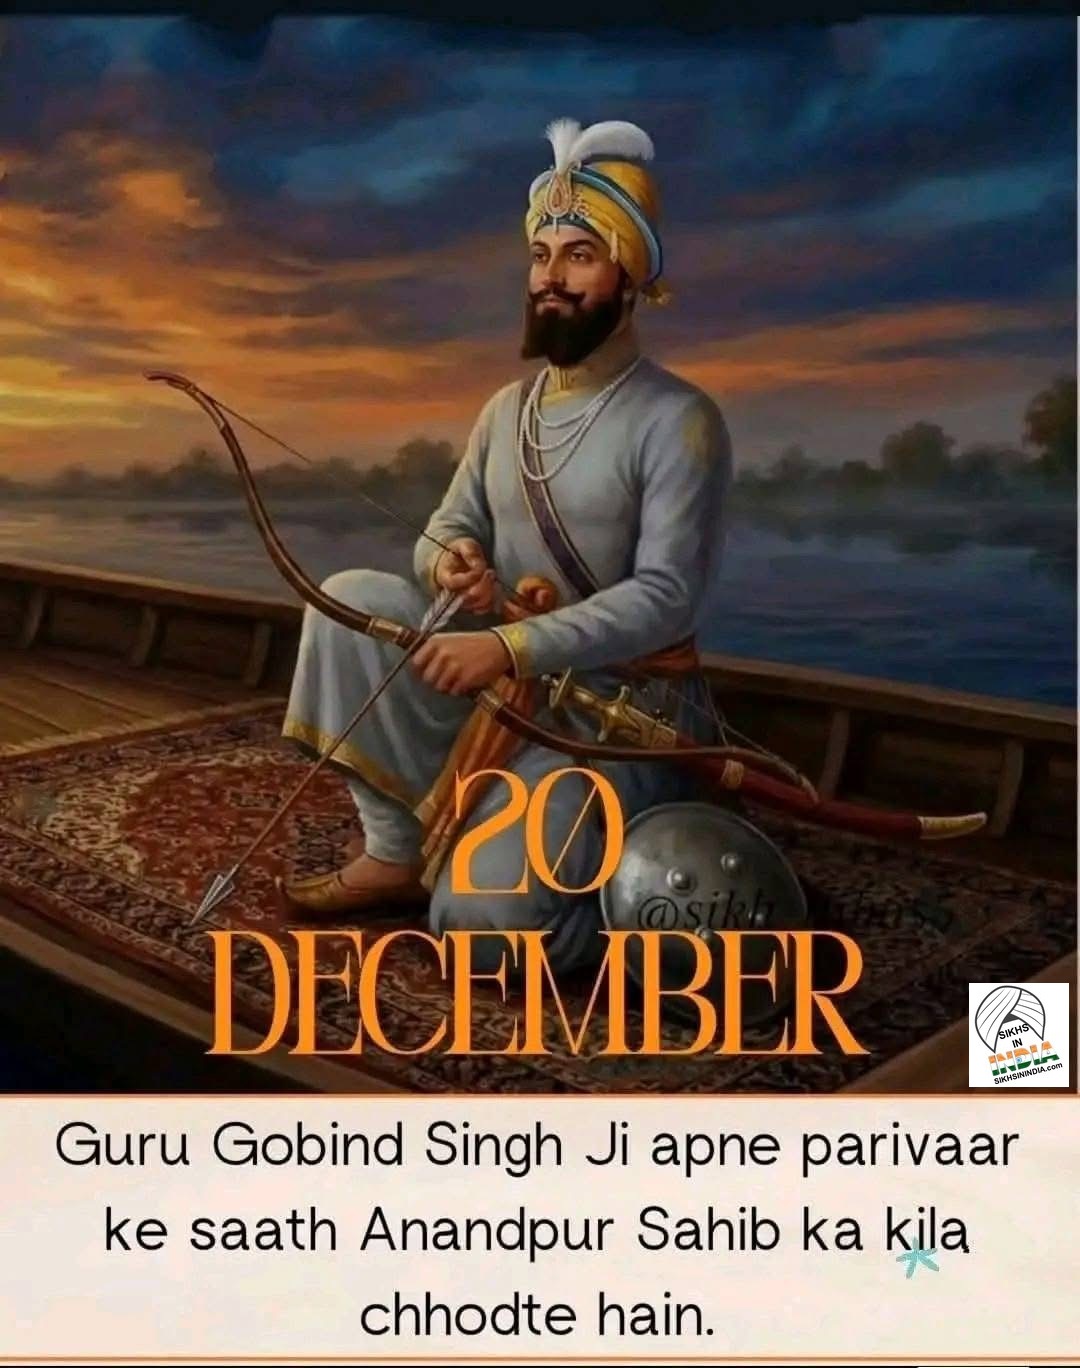 20
@sikh
DECEMBER
SIKHS
IN
INDIA
SIKHSININDIA.com
Guru Gobind Singh Ji apne parivaar
ke saath Anandpur Sahib ka kila
chhodte hain.